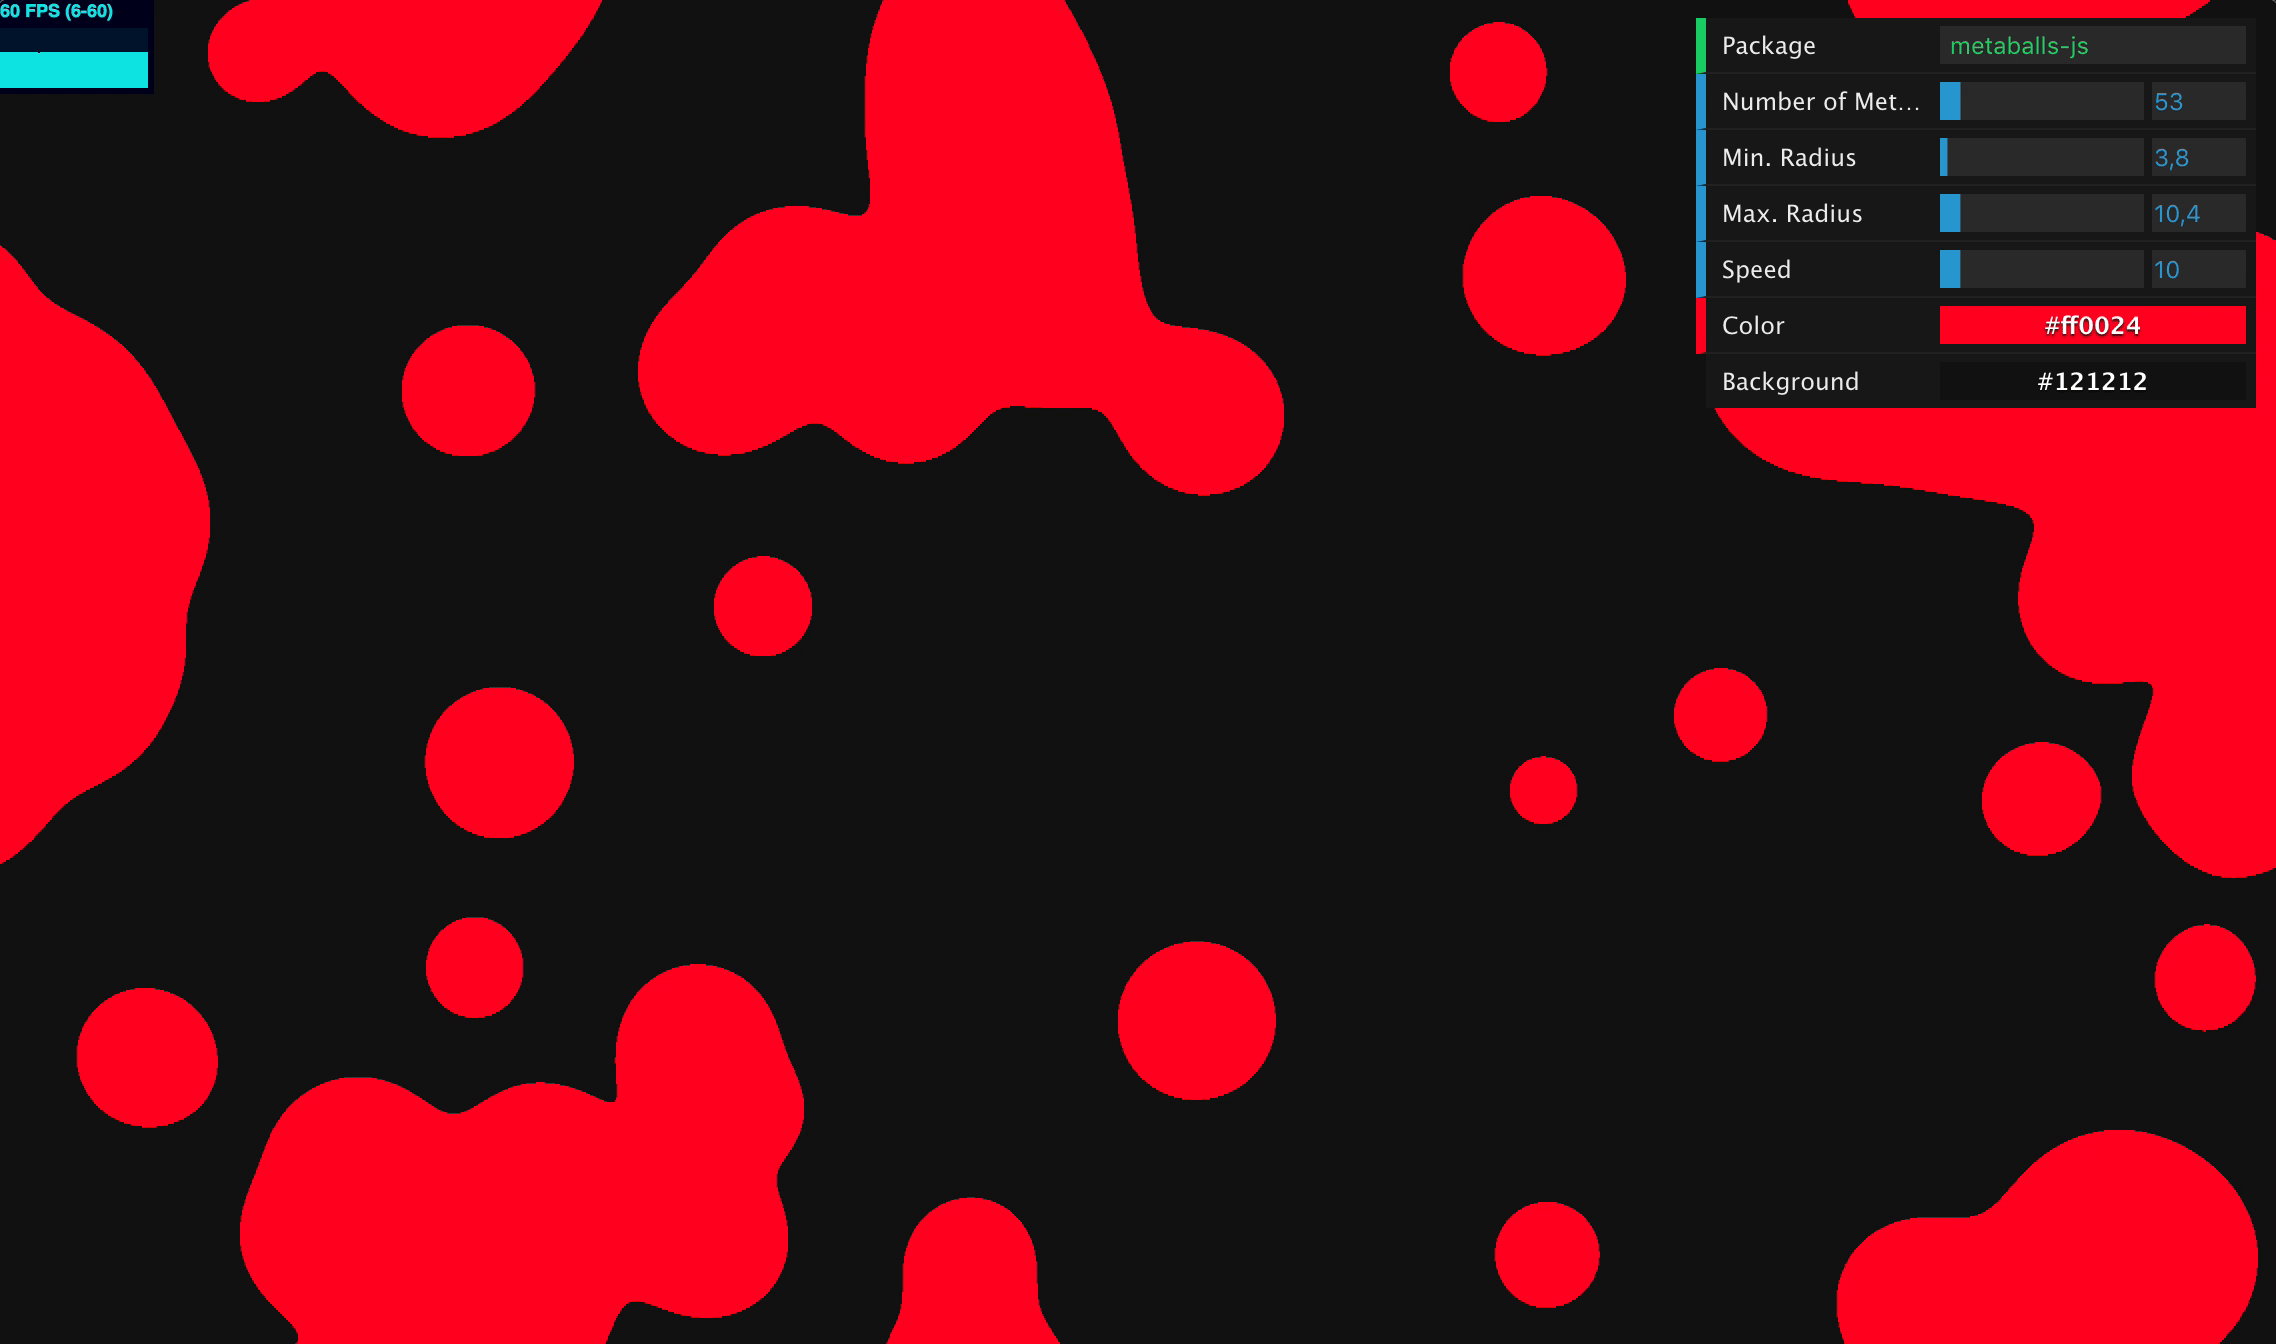 60 FPS (6-60)
Package metaballs-js
Number of Met... 53
Min. Radius 3,8
Max. Radius 10,4
Speed 10
Color #ff0024
Background #121212